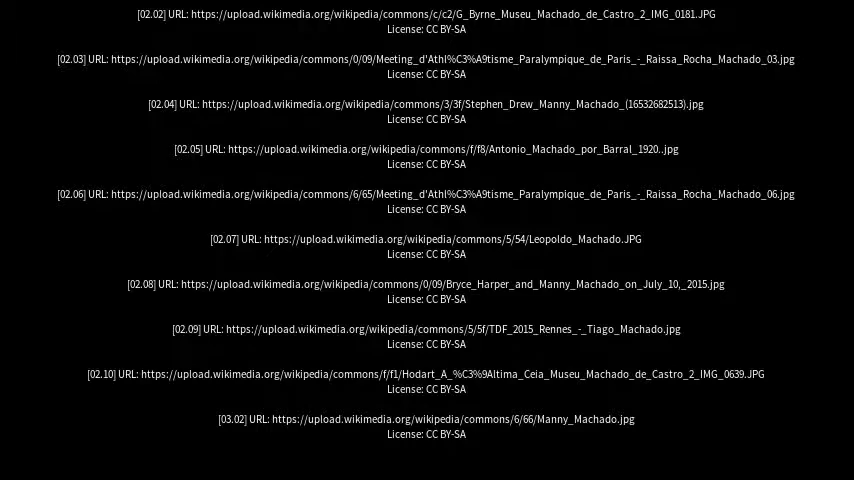 [02.02] URL: https://upload.wikimedia.org/wikipedia/commons/c/c2/G_Byrne_Museu_Machado_de_Castro_2_IMG_0181.JPG
License: CC BY-SA
[02.03] URL: https://upload.wikimedia.org/wikipedia/commons/0/09/Meeting_d'Athl%C3%A9tisme_Paralympique_de_Paris_-_Raissa_Rocha_Machado_03.jpg
License: CC BY-SA
[02.04] URL: https://upload.wikimedia.org/wikipedia/commons/3/3f/Stephen_Drew_Manny_Machado_(16532682513).jpg
License: CC BY-SA
[02.05] URL: https://upload.wikimedia.org/wikipedia/commons/f/f8/Antonio_Machado_por_Barral_1920..jpg
License: CC BY-SA
[02.06] URL: https://upload.wikimedia.org/wikipedia/commons/6/65/Meeting_d'Athl%C3%A9tisme_Paralympique_de_Paris_-_Raissa_Rocha_Machado_06.jpg
License: CC BY-SA
[02.07] URL: https://upload.wikimedia.org/wikipedia/commons/5/54/Leopoldo_Machado.JPG
License: CC BY-SA
[02.08] URL: https://upload.wikimedia.org/wikipedia/commons/0/09/Bryce_Harper_and_Manny_Machado_on_July_10,_2015.jpg
License: CC BY-SA
[02.09] URL: https://upload.wikimedia.org/wikipedia/commons/5/5f/TDF_2015_Rennes_-_Tiago_Machado.jpg
License: CC BY-SA
[02.10] URL: https://upload.wikimedia.org/wikipedia/commons/f/f1/Hodart_A_%C3%9Altima_Ceia_Museu_Machado_de_Castro_2_IMG_0639.JPG
License: CC BY-SA
[03.02] URL: https://upload.wikimedia.org/wikipedia/commons/6/66/Manny_Machado.jpg
License: CC BY-SA